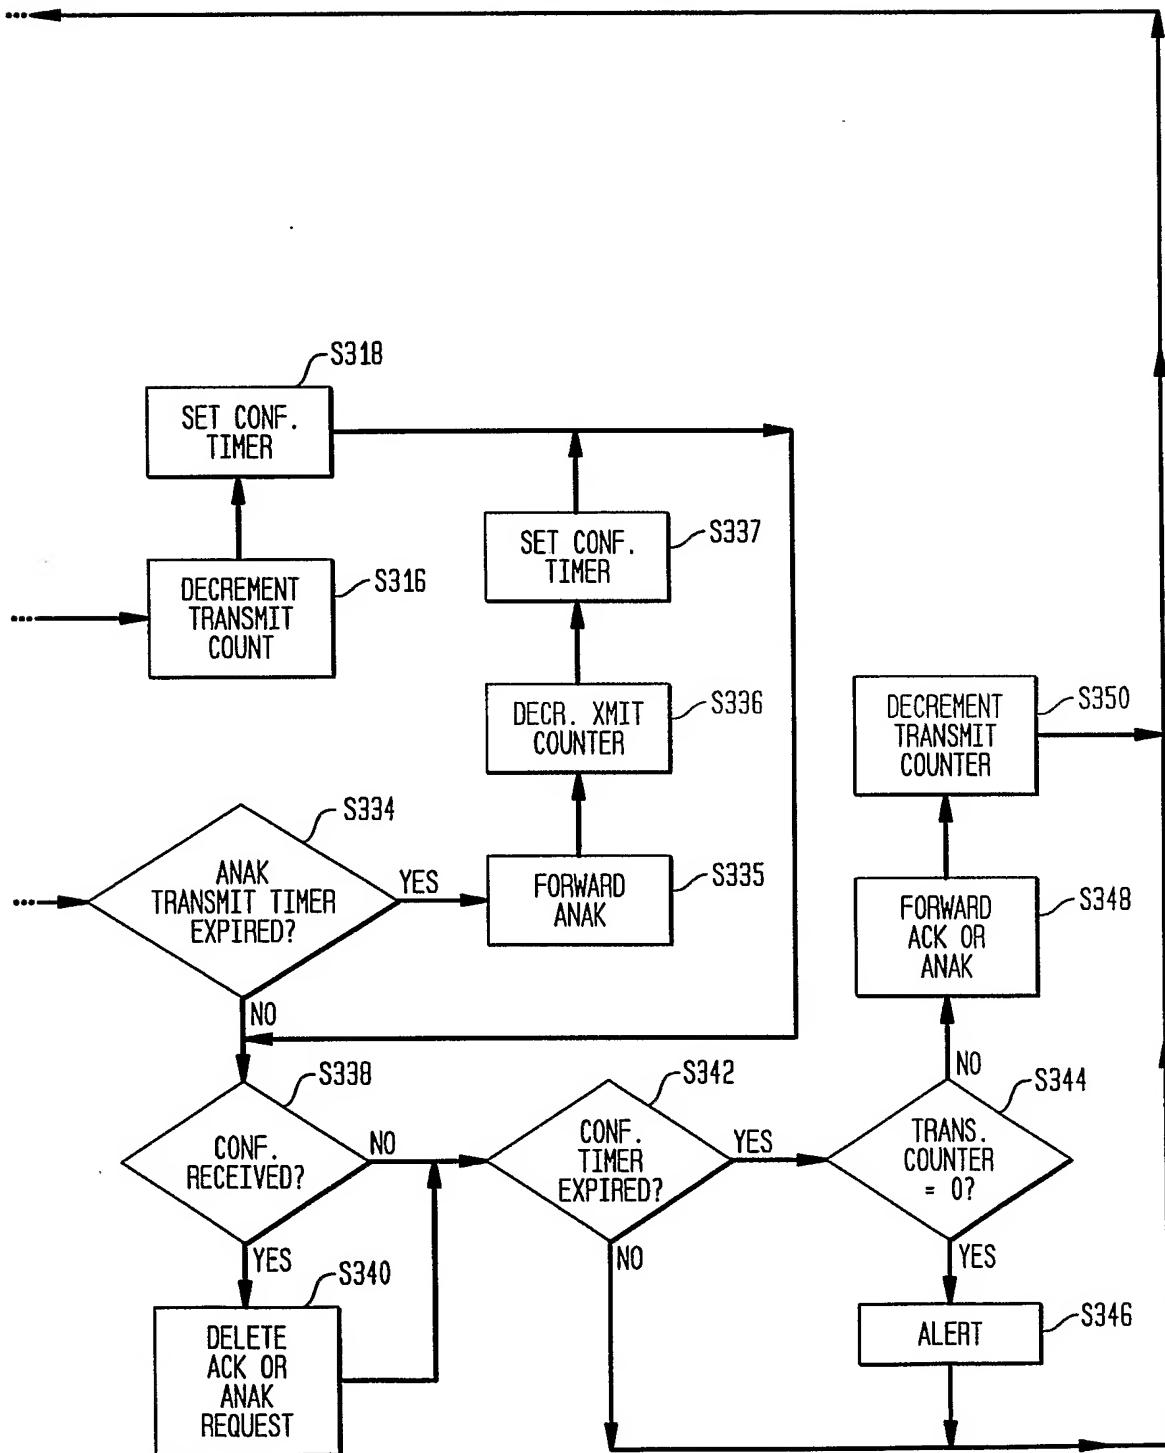 S318
SET CONF.
TIMER
S337
SET CONF.
TIMER
S316
DECREMENT
TRANSMIT
COUNT
S336
DECR. XMIT
COUNTER
S350
DECREMENT
TRANSMIT
COUNTER
S334
ANAK
TRANSMIT TIMER
EXPIRED?
YES
S335
FORWARD
ANAK
S348
FORWARD
ACK OR
ANAK
NO
S338
CONF.
RECEIVED?
NO
S342
CONF.
TIMER
EXPIRED?
YES
NO
S344
TRANS.
COUNTER
= 0?
YES
NO
YES
S340
DELETE
ACK OR
ANAK
REQUEST
S346
ALERT